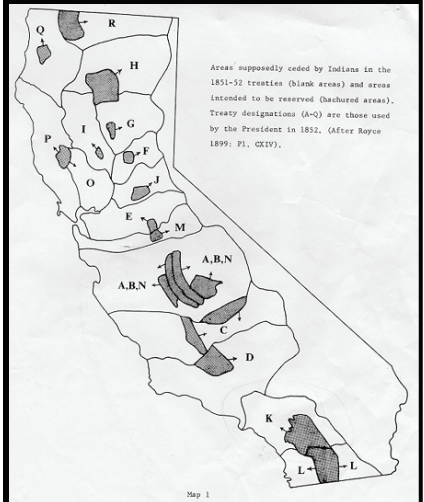 R
Q
H
Areas supposedly ceded by Indians in the
1851-52 treaties (blank areas) and areas
intended to be reserved (hachured areas).
Treaty designations (A-Q) are those used
by the President in 1852. (After Royce
1899: Pl. CXIV).
G
I
P
F
O
J
E
M
A,B,N
A,B,N
C
D
K
L
L
Map 1